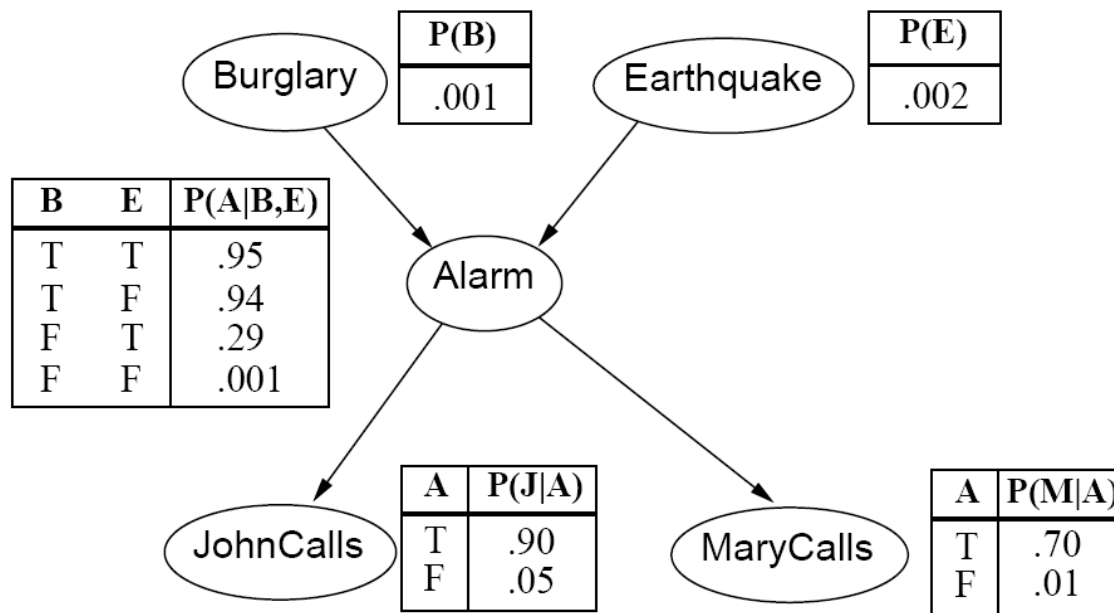 Burglary
P(B)
.001
Earthquake
P(E)
.002
B E P(A|B,E)
T T .95
T F .94
F T .29
F F .001
Alarm
JohnCalls
A P(J|A)
T .90
F .05
MaryCalls
A P(M|A)
T .70
F .01